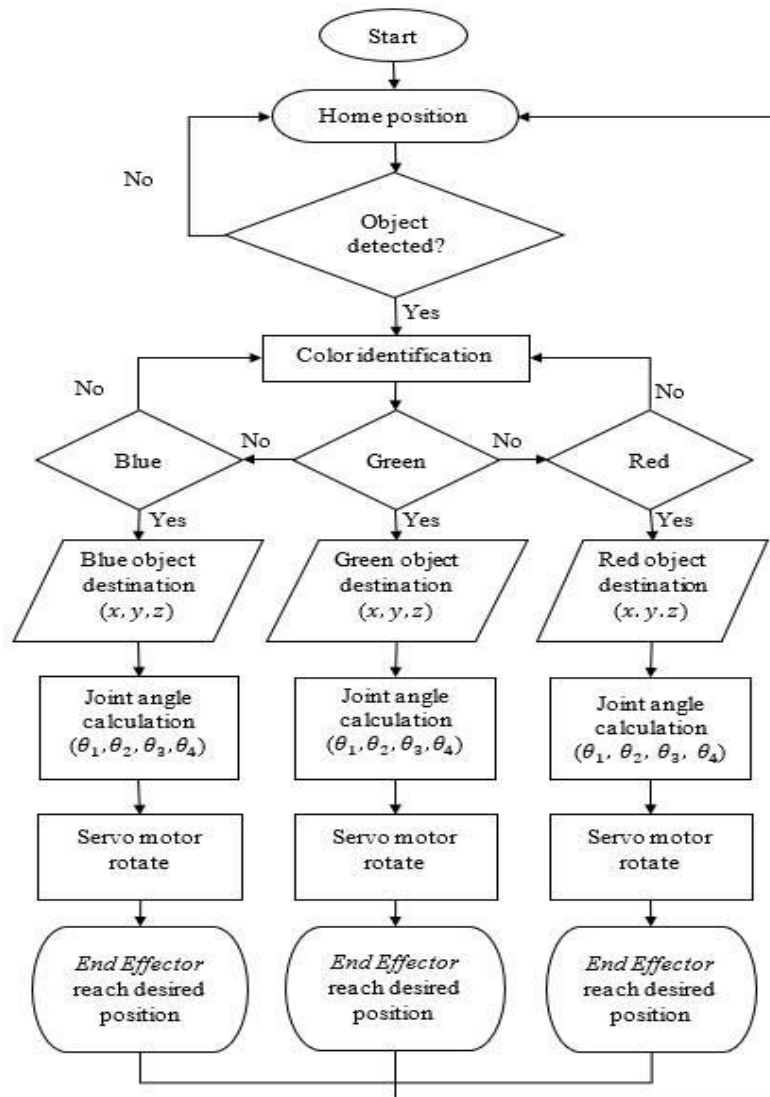 Start
Home position
No
Object
detected?
Yes
Color identification
No
No
Blue
No
Green
No
Red
Yes
Yes
Yes
Blue object
destination
(x, y, z)
Green object
destination
(x, y, z)
Red object
destination
(x. y. z)
Joint angle
calculation
(θ₁, θ₂, θ₃, θ₄)
Joint angle
calculation
(θ₁, θ₂, θ₃, θ₄)
Joint angle
calculation
(θ₁, θ₂, θ₃, θ₄)
Servo motor
rotate
Servo motor
rotate
Servo motor
rotate
End Effector
reach desired
position
End Effector
reach desired
position
End Effector
reach desired
position